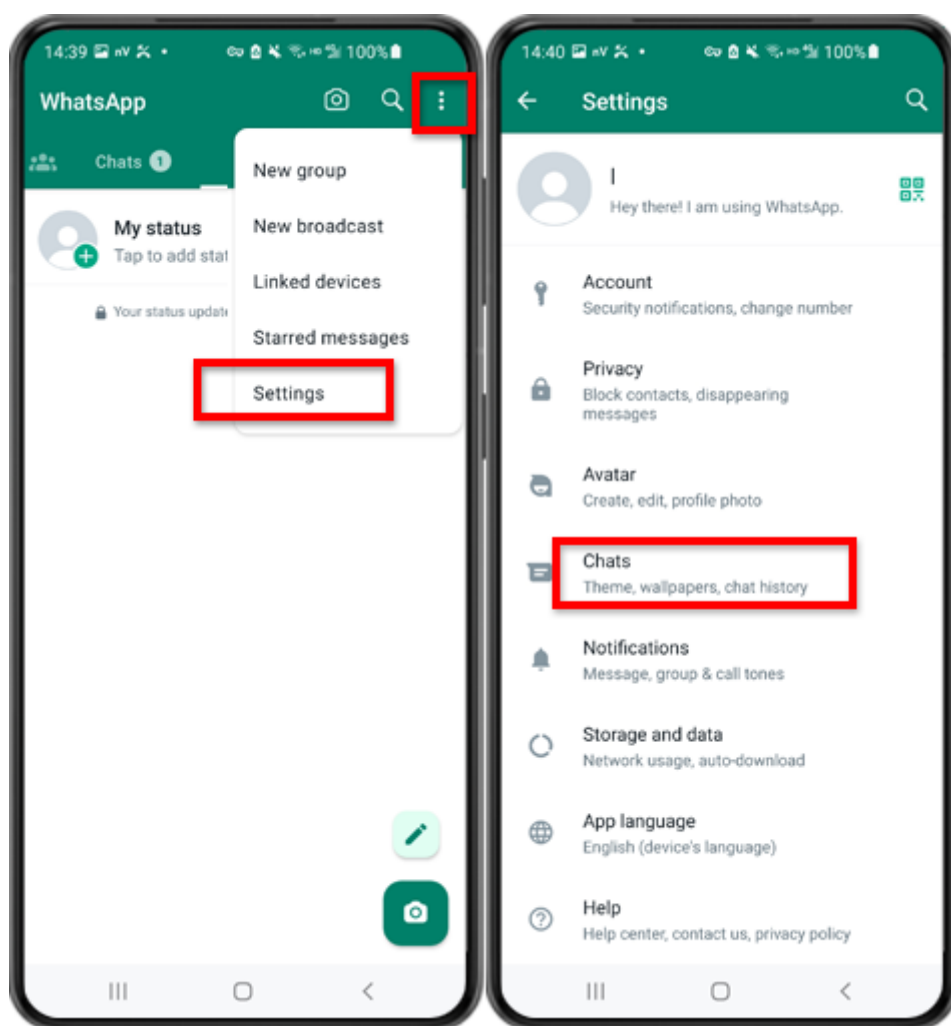 14:39
100%
WhatsApp
Chats 1
New group
New broadcast
Linked devices
Starred messages
Settings
My status
Tap to add stat
Your status update
14:40
100%
Settings
I
Hey there! I am using WhatsApp.
Account
Security notifications, change number
Privacy
Block contacts, disappearing
messages
Avatar
Create, edit, profile photo
Chats
Theme, wallpapers, chat history
Notifications
Message, group & call tones
Storage and data
Network usage, auto-download
App language
English (device's language)
Help
Help center, contact us, privacy policy